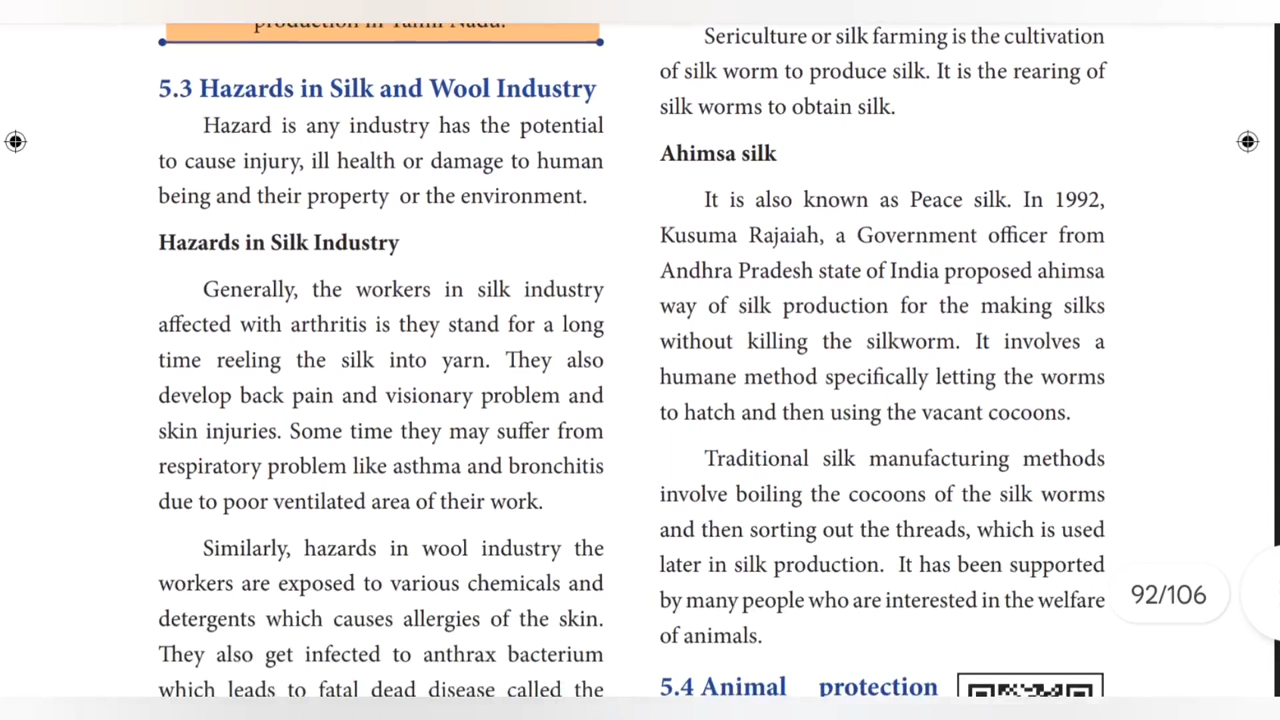 production in Tamil Nadu.
5.3 Hazards in Silk and Wool Industry
Hazard is any industry has the potential
to cause injury, ill health or damage to human
being and their property or the environment.
Hazards in Silk Industry
Generally, the workers in silk industry
affected with arthritis is they stand for a long
time reeling the silk into yarn. They also
develop back pain and visionary problem and
skin injuries. Some time they may suffer from
respiratory problem like asthma and bronchitis
due to poor ventilated area of their work.
Similarly, hazards in wool industry the
workers are exposed to various chemicals and
detergents which causes allergies of the skin.
They also get infected to anthrax bacterium
which leads to fatal dead disease called the
Sericulture or silk farming is the cultivation
of silk worm to produce silk. It is the rearing of
silk worms to obtain silk.
Ahimsa silk
It is also known as Peace silk. In 1992,
Kusuma Rajaiah, a Government officer from
Andhra Pradesh state of India proposed ahimsa
way of silk production for the making silks
without killing the silkworm. It involves a
humane method specifically letting the worms
to hatch and then using the vacant cocoons.
Traditional silk manufacturing methods
involve boiling the cocoons of the silk worms
and then sorting out the threads, which is used
later in silk production. It has been supported
by many people who are interested in the welfare
of animals.
5.4 Animal protection
92/106